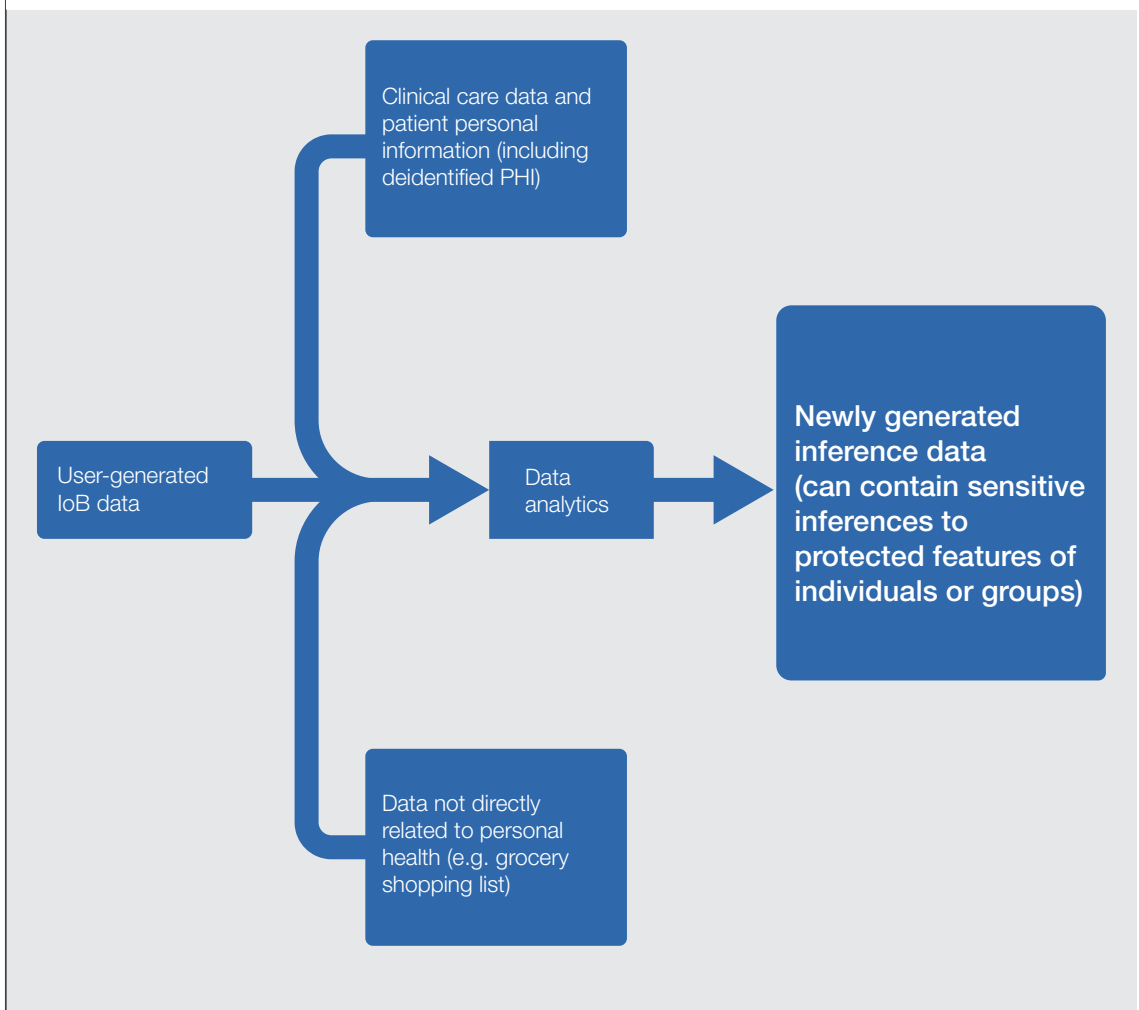 Clinical care data and
patient personal
information (including
deidentified PHI)
User-generated
IoB data
Data
analytics
Newly generated
inference data
(can contain sensitive
inferences to
protected features of
individuals or groups)
Data not directly
related to personal
health (e.g. grocery
shopping list)